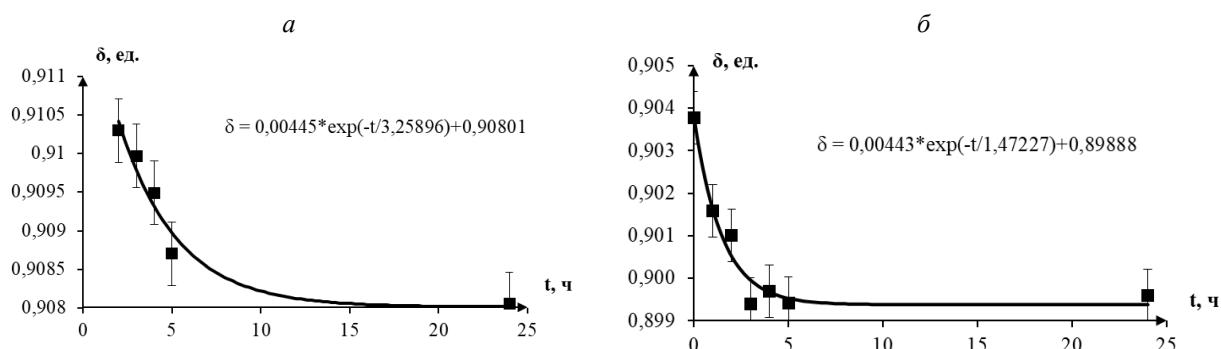 а
δ, ед.
0,911
0,9105
0,91
0,9095
0,909
0,9085
0,908
δ = 0,00445*exp(-t/3,25896)+0,90801
t, ч
0 5 10 15 20 25
б
δ, ед.
0,905
0,904
0,903
0,902
0,901
0,900
0,899
δ = 0,00443*exp(-t/1,47227)+0,89888
t, ч
0 5 10 15 20 25